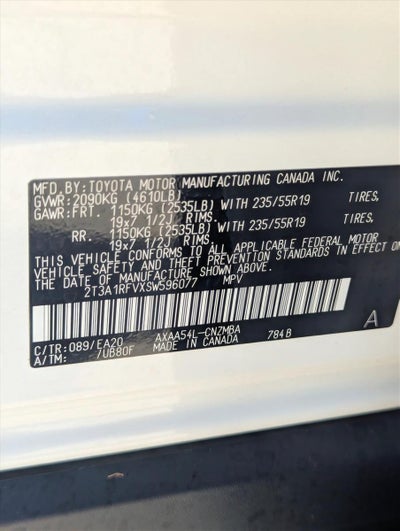 MFD.BY:TOYOTA MOTOR MANUFACTURING CANADA INC.
GVWR:2090KG (4610LB)
GAWR:FRT. 1150KG (2535LB) WITH 235/55R19 TIRES,
19x7 1/2J RIMS.
RR. 1150KG (2535LB) WITH 235/55R19 TIRES,
19x7 1/2J RIMS.
THIS VEHICLE CONFORMS TO ALL APPLICABLE FEDERAL MOTOR
VEHICLE SAFETY AND THEFT PREVENTION STANDARDS IN EFFECT ON
THE DATE OF MANUFACTURE SHOWN ABOVE.
2T3A1RFVXSW596077 MPV
C/TR:089/EA20 AXAA54L-CNZMBA 784B A
A/TM: /UB80F MADE IN CANADA